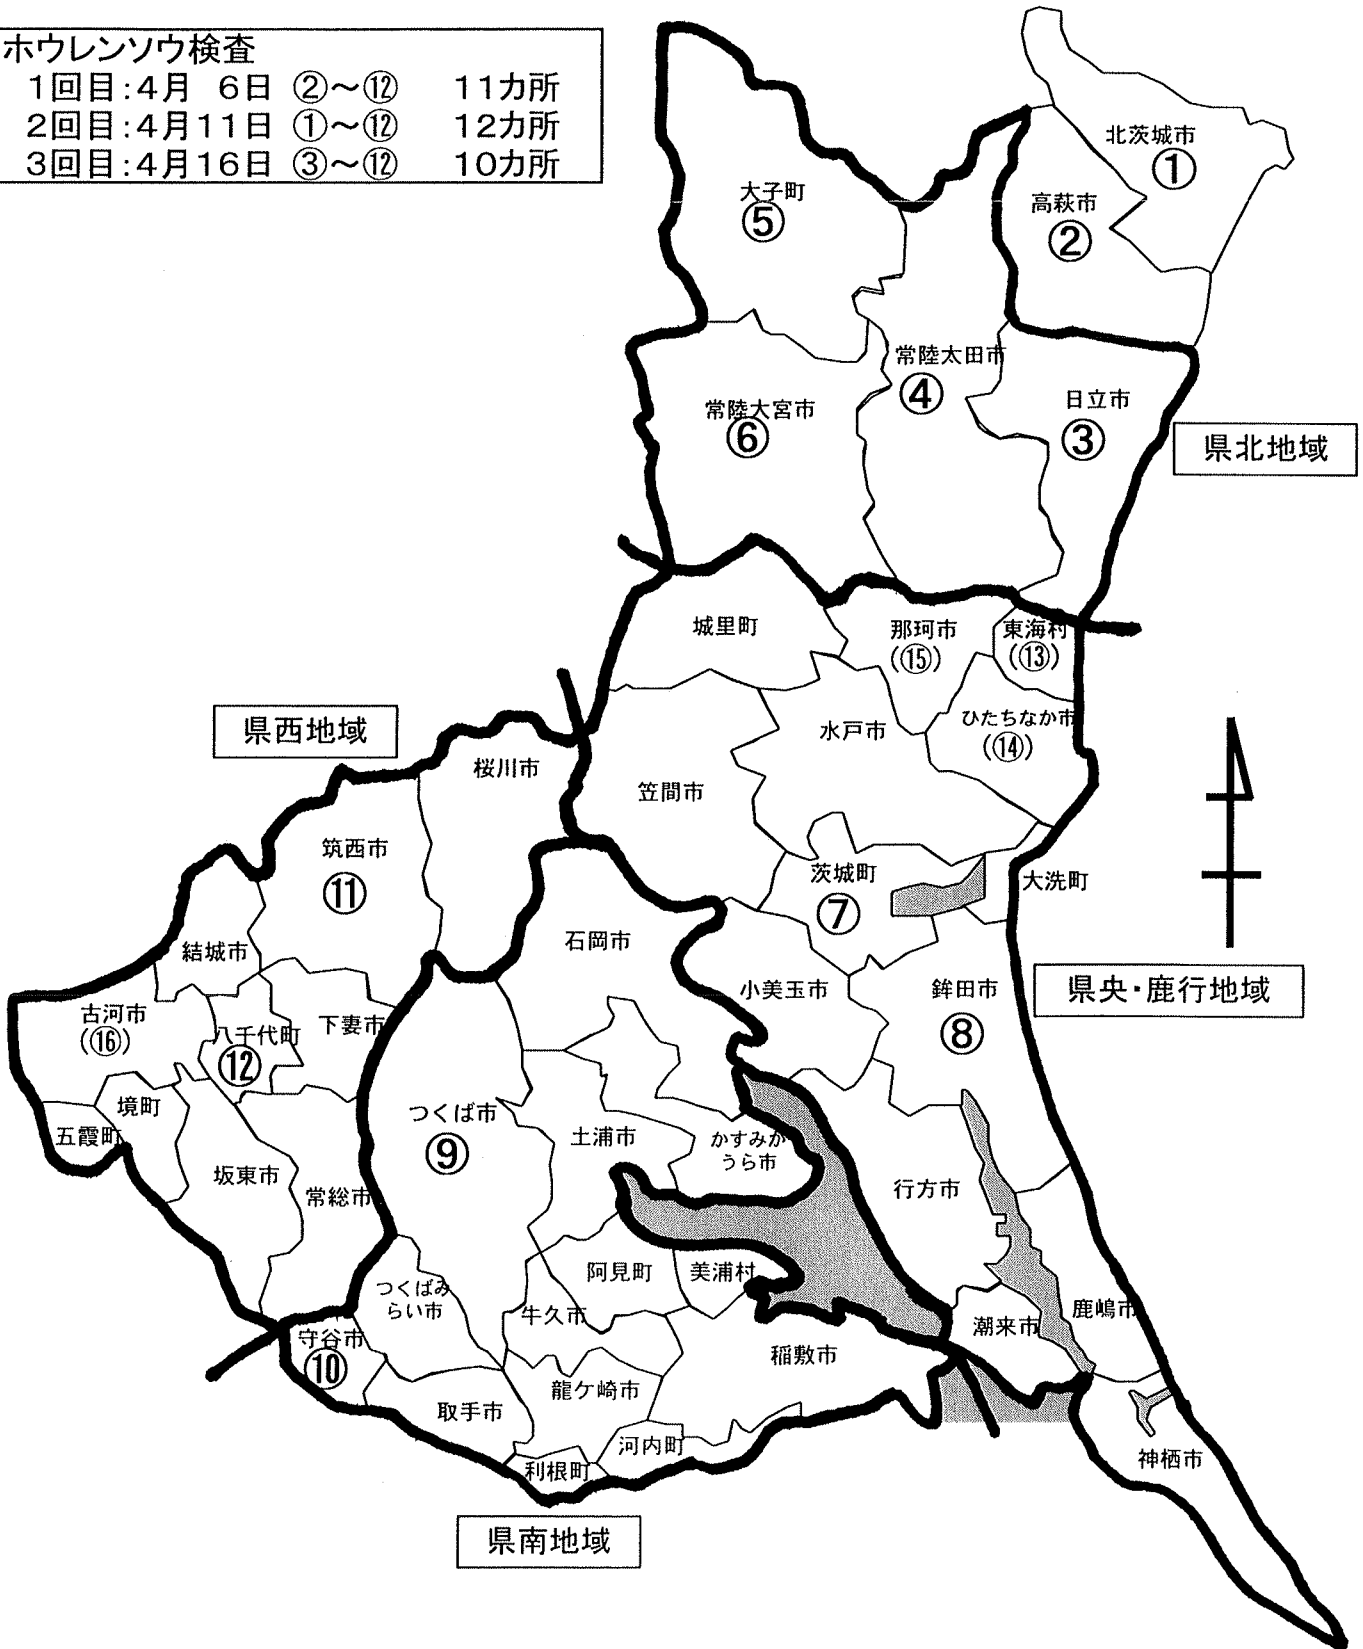 ホウレンソウ検査
1回目:4月 6日 ②~⑫ 11カ所
2回目:4月11日 ①~⑫ 12カ所
3回目:4月16日 ③~⑫ 10カ所
北茨城市
①
大子町
⑤
高萩市
②
常陸太田市
④
常陸大宮市
⑥
日立市
③
県北地域
城里町
那珂市
(⑮)
東海村
(⑬)
県西地域
桜川市
水戸市
ひたちなか市
(⑭)
笠間市
筑西市
⑪
茨城町
⑦
大洗町
結城市
石岡市
小美玉市
鉾田市
⑧
県央・鹿行地域
古河市
(⑯)
八千代町
⑫
下妻市
境町
五霞町
つくば市
⑨
土浦市
かすみが
うら市
坂東市
常総市
行方市
つくばみ
らい市
阿見町
美浦村
牛久市
守谷市
⑩
潮来市
鹿嶋市
稲敷市
龍ケ崎市
取手市
河内町
利根町
神栖市
県南地域